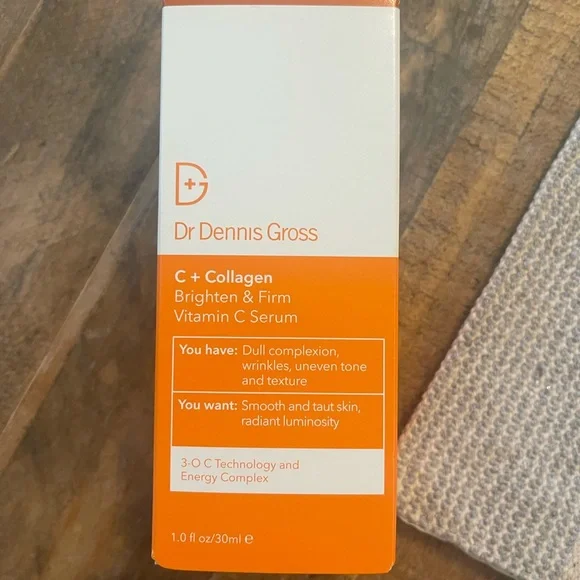 Dr Dennis Gross
C + Collagen
Brighten & Firm
Vitamin C Serum
You have: Dull complexion,
wrinkles, uneven tone
and texture
You want: Smooth and taut skin,
radiant luminosity
3-O C Technology and
Energy Complex
1.0 fl oz/30ml ℮